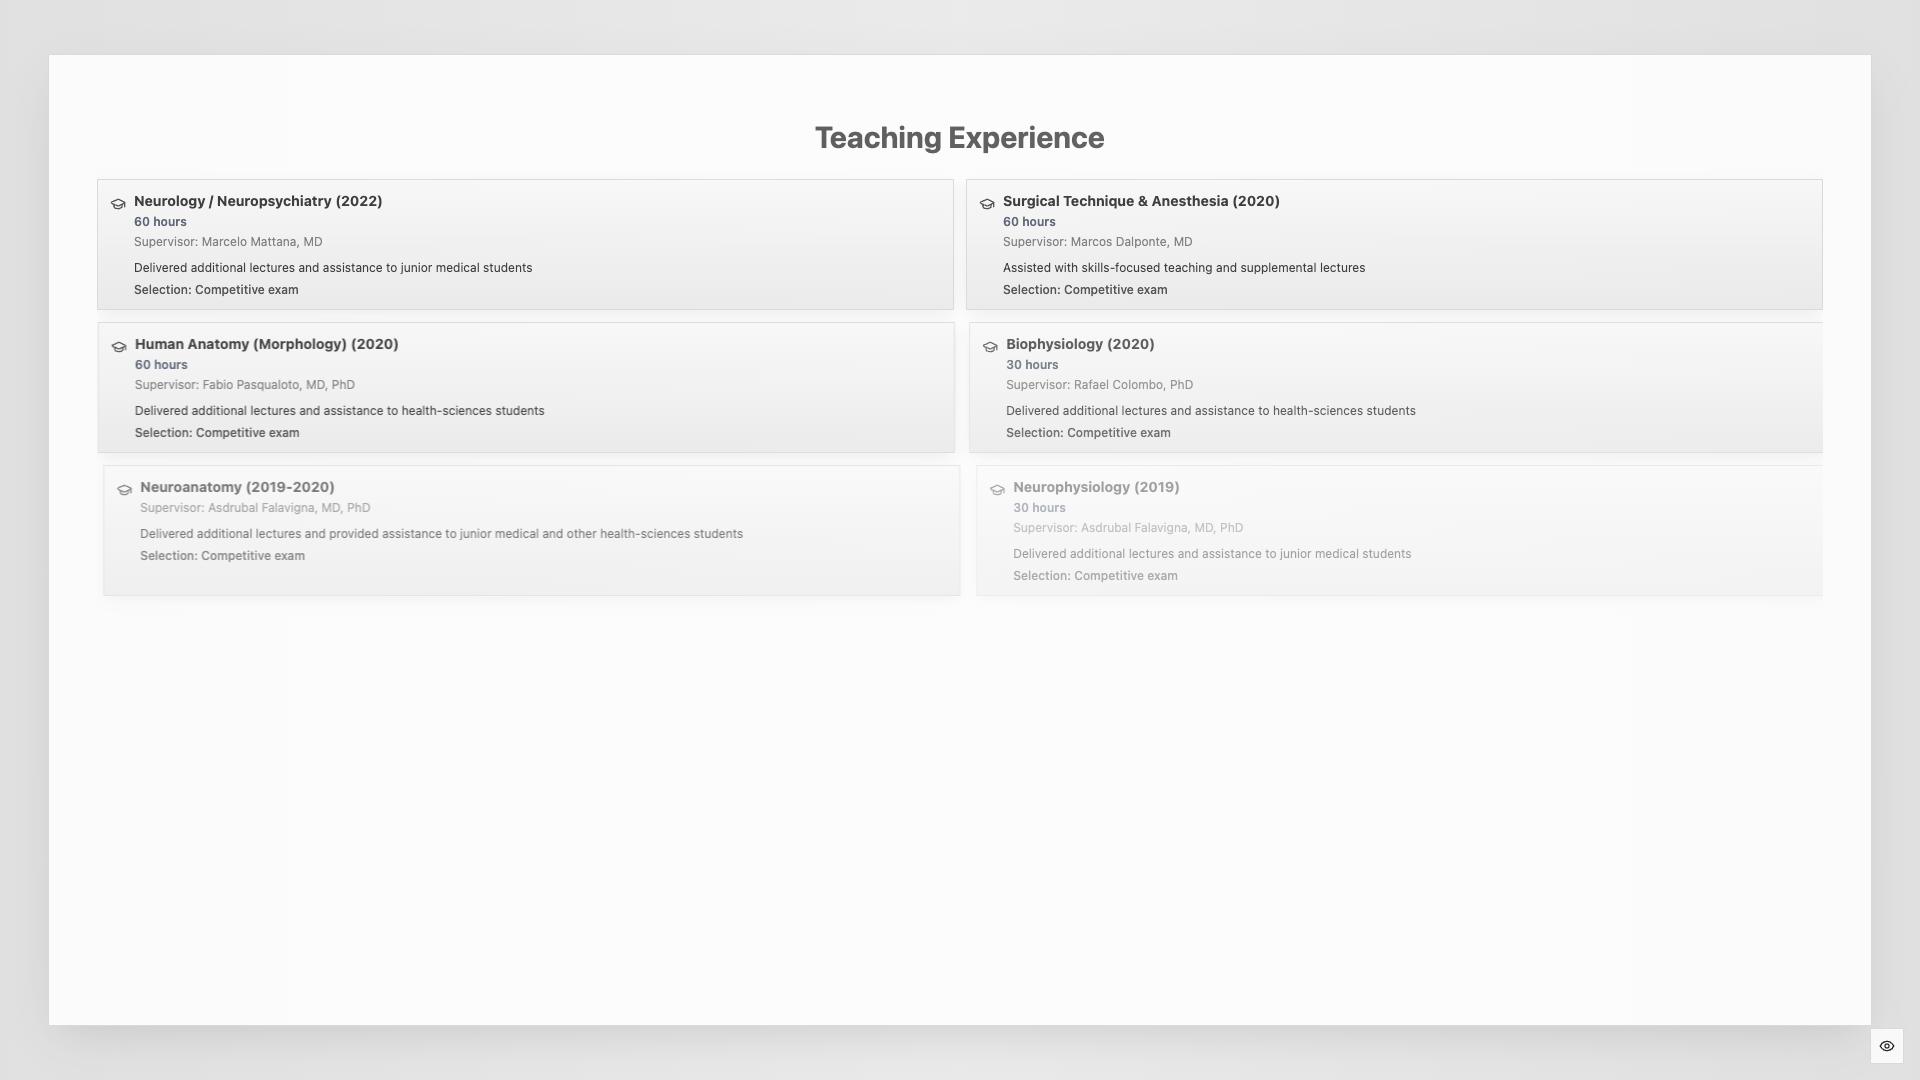 Teaching Experience
Neurology / Neuropsychiatry (2022)
60 hours
Supervisor: Marcelo Mattana, MD
Delivered additional lectures and assistance to junior medical students
Selection: Competitive exam
Surgical Technique & Anesthesia (2020)
60 hours
Supervisor: Marcos Dalponte, MD
Assisted with skills-focused teaching and supplemental lectures
Selection: Competitive exam
Human Anatomy (Morphology) (2020)
60 hours
Supervisor: Fabio Pasqualoto, MD, PhD
Delivered additional lectures and assistance to health-sciences students
Selection: Competitive exam
Biophysiology (2020)
30 hours
Supervisor: Rafael Colombo, PhD
Delivered additional lectures and assistance to health-sciences students
Selection: Competitive exam
Neuroanatomy (2019-2020)
Supervisor: Asdrubal Falavigna, MD, PhD
Delivered additional lectures and provided assistance to junior medical and other health-sciences students
Selection: Competitive exam
Neurophysiology (2019)
30 hours
Supervisor: Asdrubal Falavigna, MD, PhD
Delivered additional lectures and assistance to junior medical students
Selection: Competitive exam